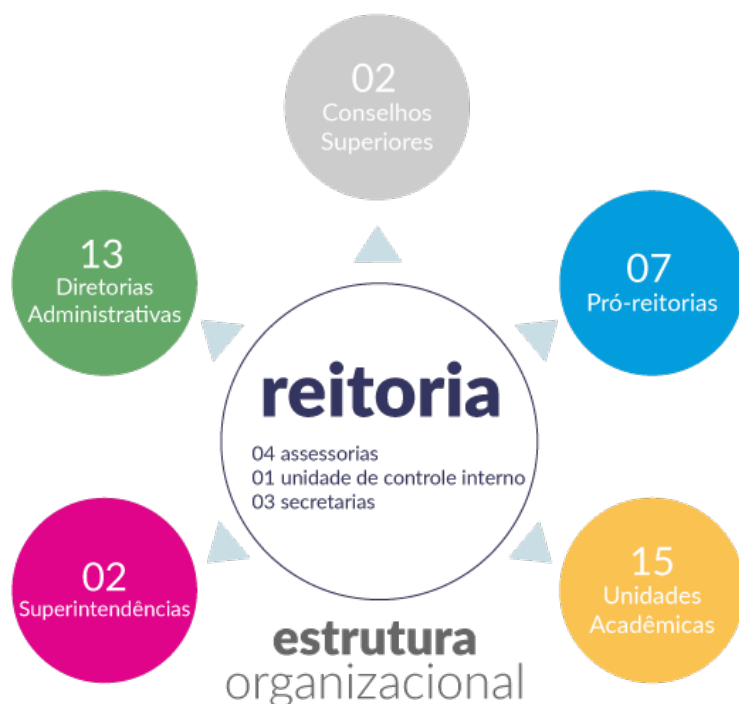 02
Conselhos
Superiores
13
Diretorias
Administrativas
07
Pró-reitorias
reitoria
04 assessorias
01 unidade de controle interno
03 secretarias
02
Superintendências
15
Unidades
Acadêmicas
estrutura
organizacional